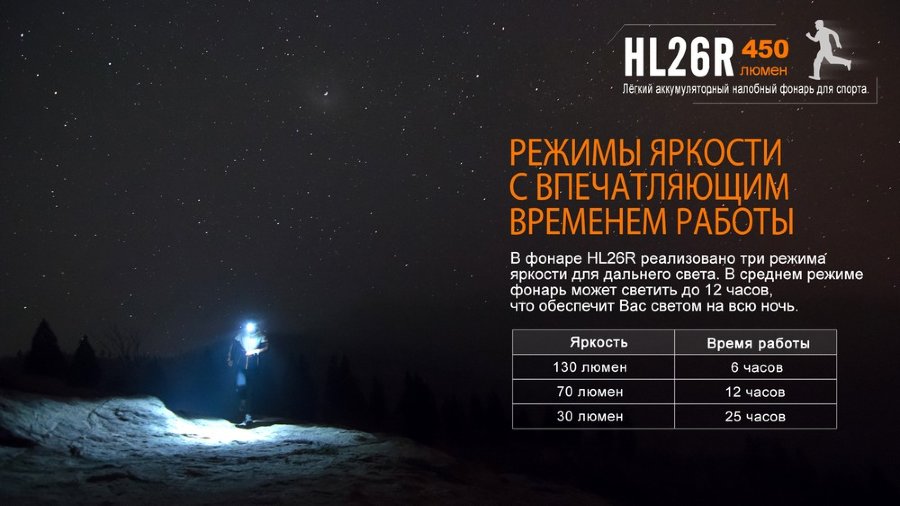 HL26R 450 люмен
Лёгкий аккумуляторный налобный фонарь для спорта.
РЕЖИМЫ ЯРКОСТИ
С ВПЕЧАТЛЯЮЩИМ
ВРЕМЕНЕМ РАБОТЫ
В фонаре HL26R реализовано три режима
яркости для дальнего света. В среднем режиме
фонарь может светить до 12 часов,
что обеспечит Вас светом на всю ночь.
Яркость Время работы
130 люмен 6 часов
70 люмен 12 часов
30 люмен 25 часов